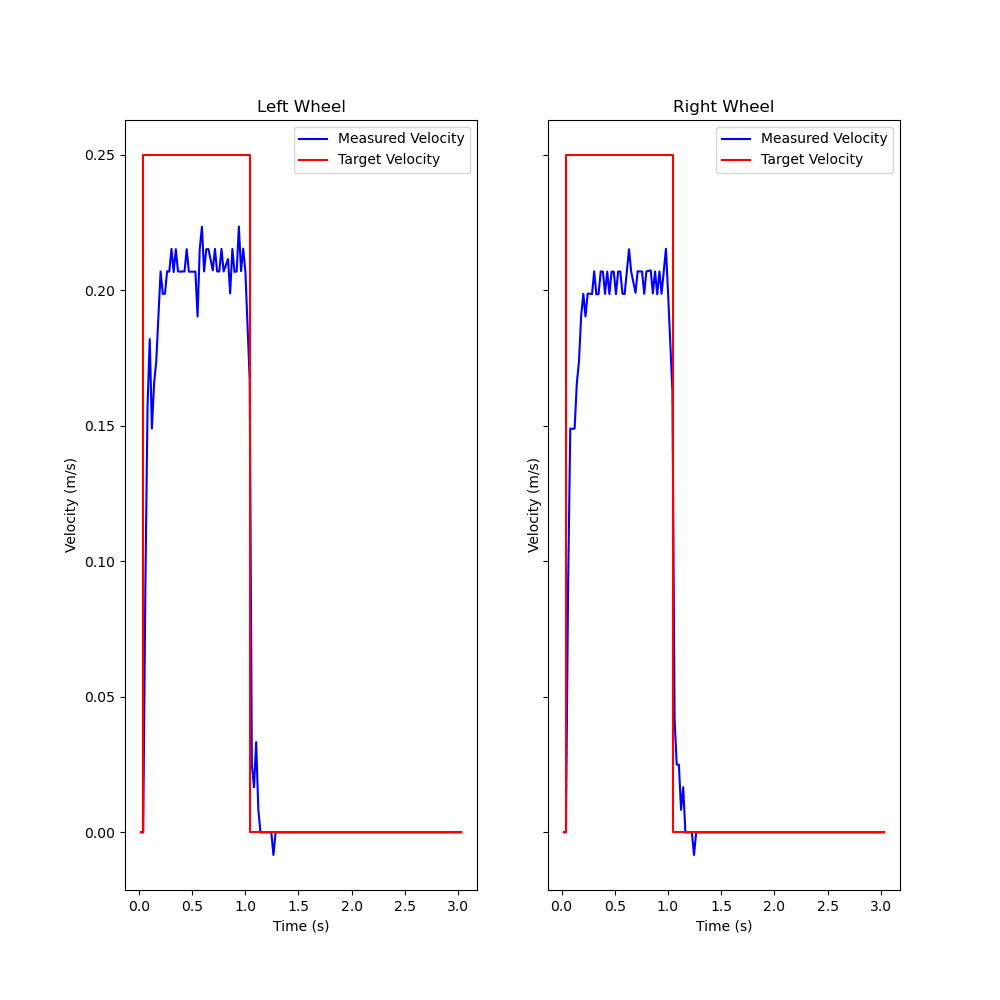 Left Wheel
Measured Velocity
Target Velocity
0.25
0.20
0.15
0.10
0.05
0.00
Velocity (m/s)
0.0 0.5 1.0 1.5 2.0 2.5 3.0
Time (s)
Right Wheel
Measured Velocity
Target Velocity
Velocity (m/s)
0.0 0.5 1.0 1.5 2.0 2.5 3.0
Time (s)